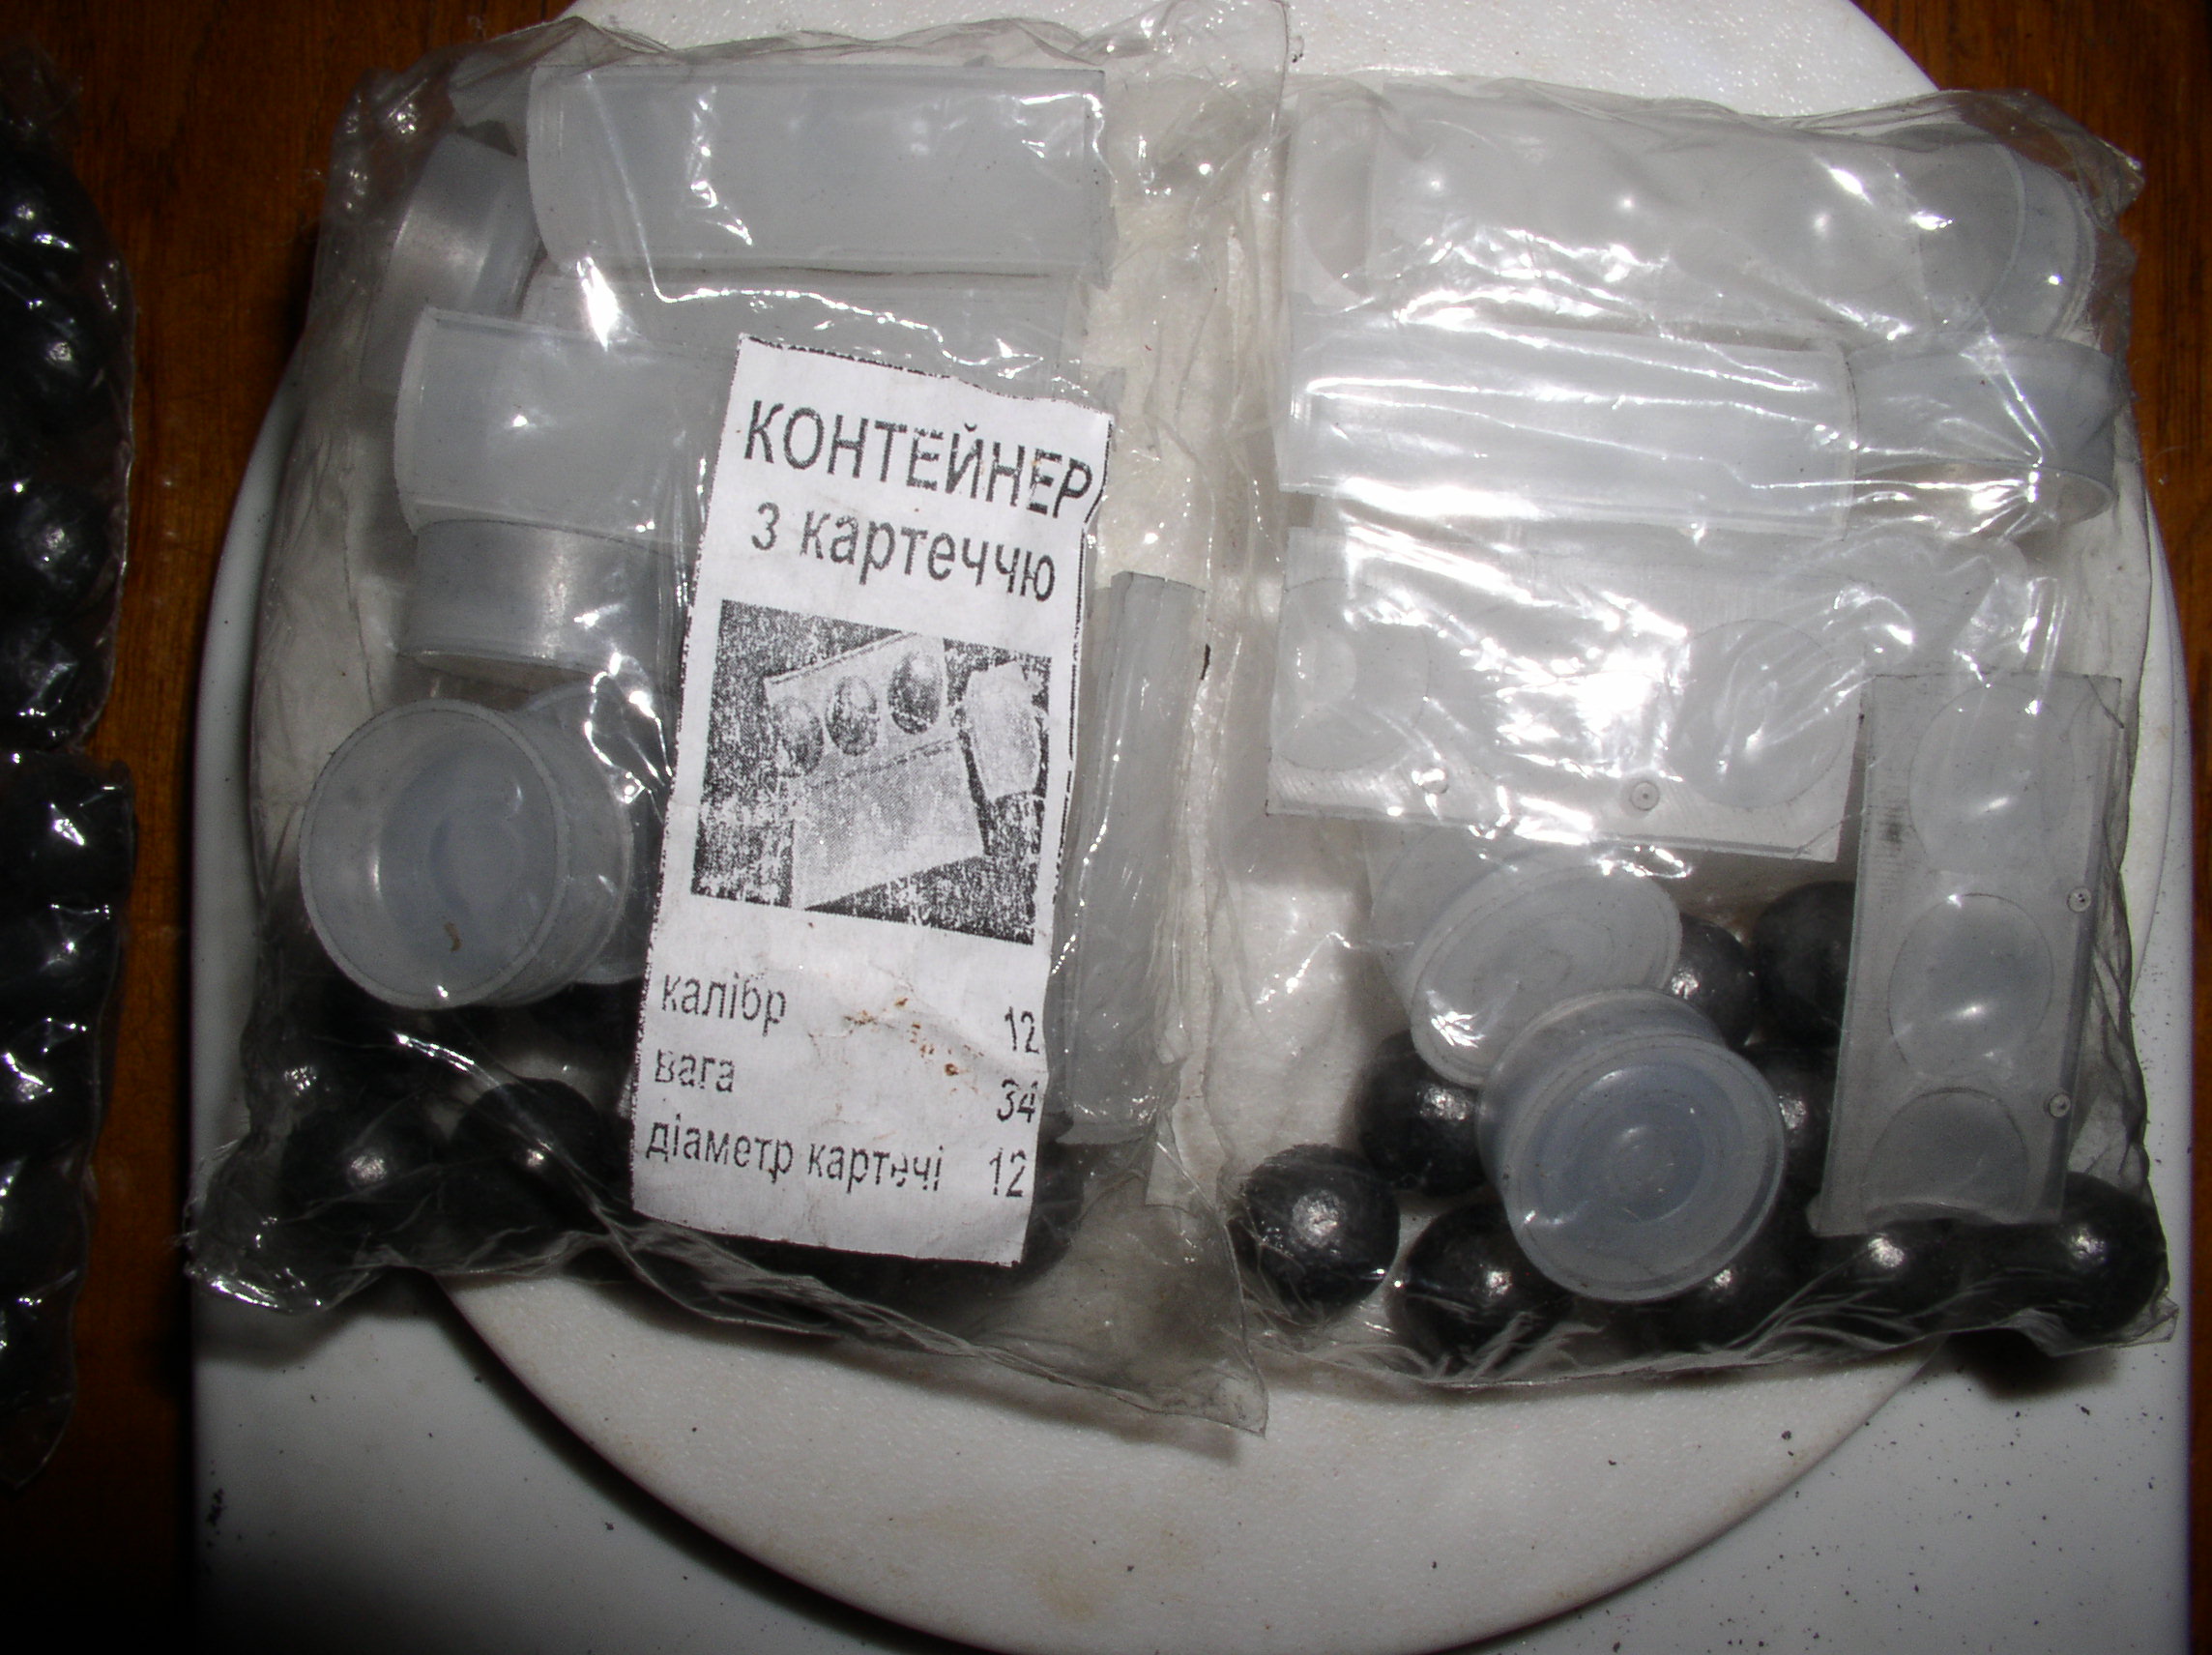 КОНТЕЙНЕР
з картеччю
калібр 12
вага 34
діаметр картечі 12